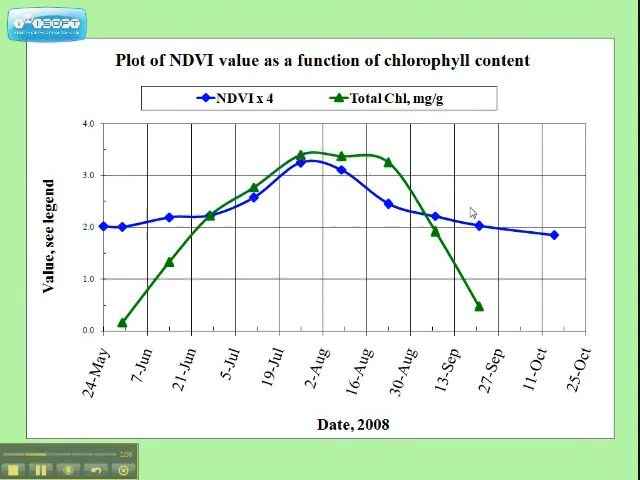 Plot of NDVI value as a function of chlorophyll content
NDVI x 4
Total Chl, mg/g
Value, see legend
4.0
3.0
2.0
1.0
0.0
24-May
7-Jun
21-Jun
5-Jul
19-Jul
2-Aug
16-Aug
30-Aug
13-Sep
27-Sep
11-Oct
25-Oct
Date, 2008